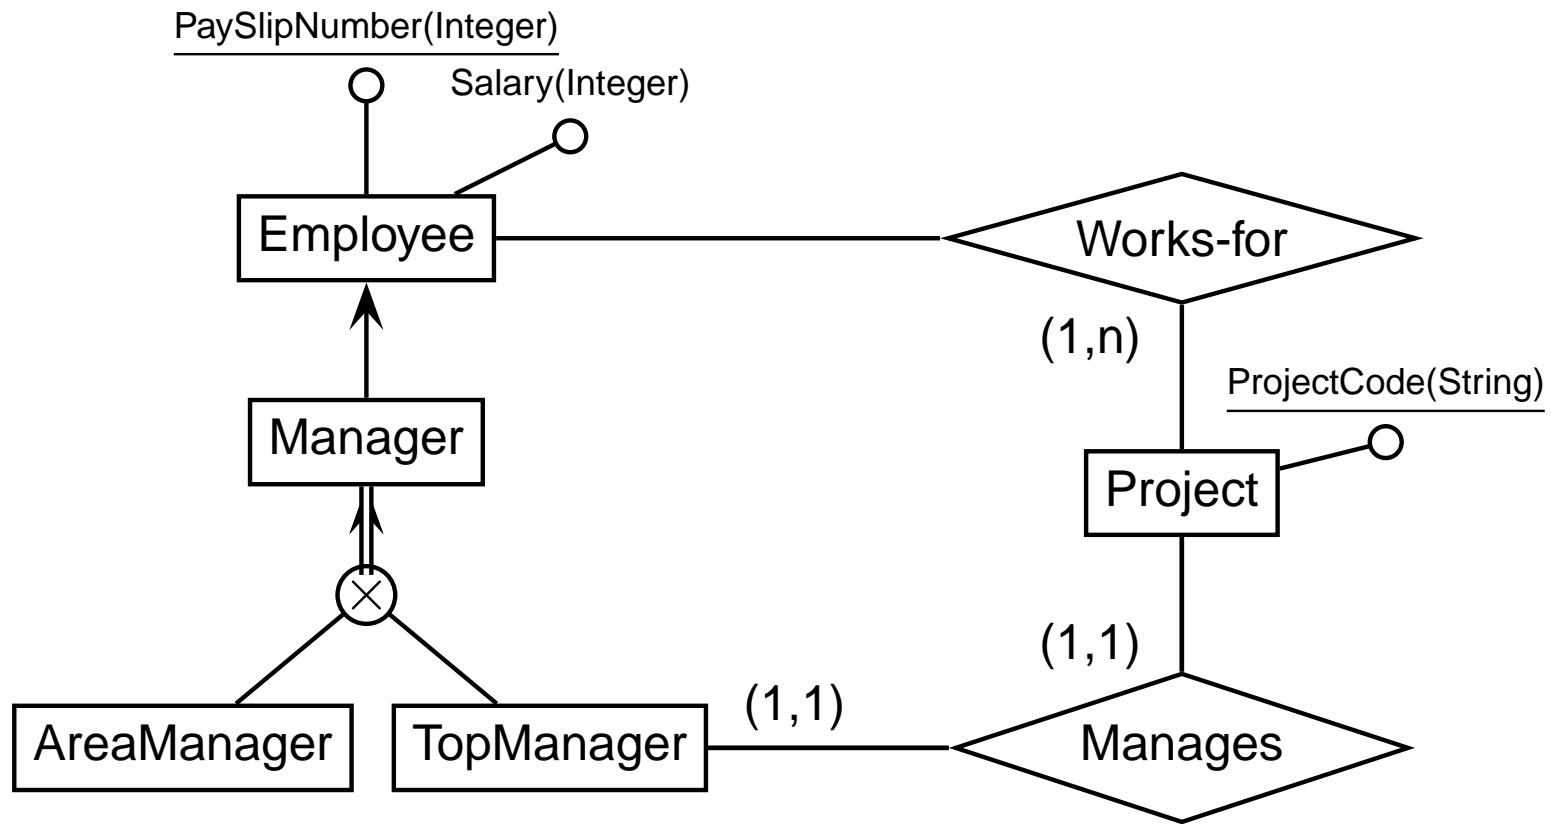 PaySlipNumber(Integer)
Salary(Integer)
Employee
Works-for
(1,n)
ProjectCode(String)
Manager
Project
(1,1)
(1,1)
AreaManager
TopManager
Manages